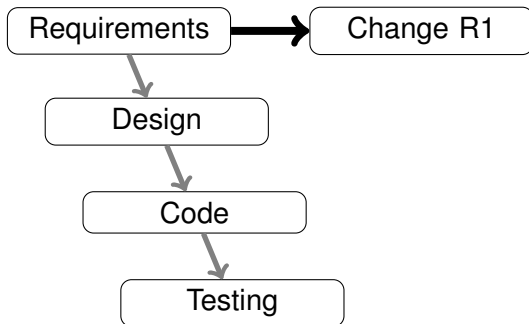 Requirements
Change R1
Design
Code
Testing